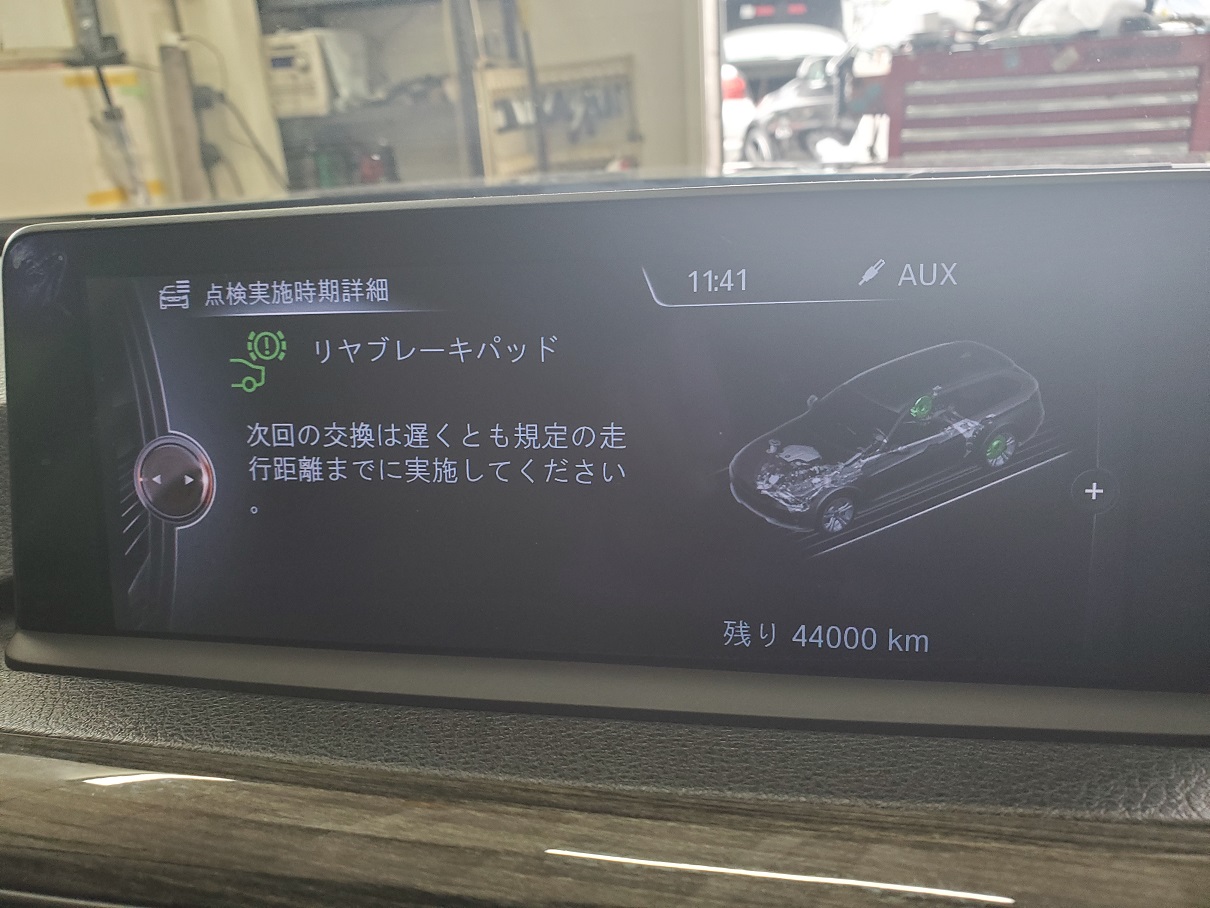 点検実施時期詳細
11:41
AUX
リヤブレーキパッド
次回の交換は遅くとも規定の走
行距離までに実施してください
。
残り 44000 km